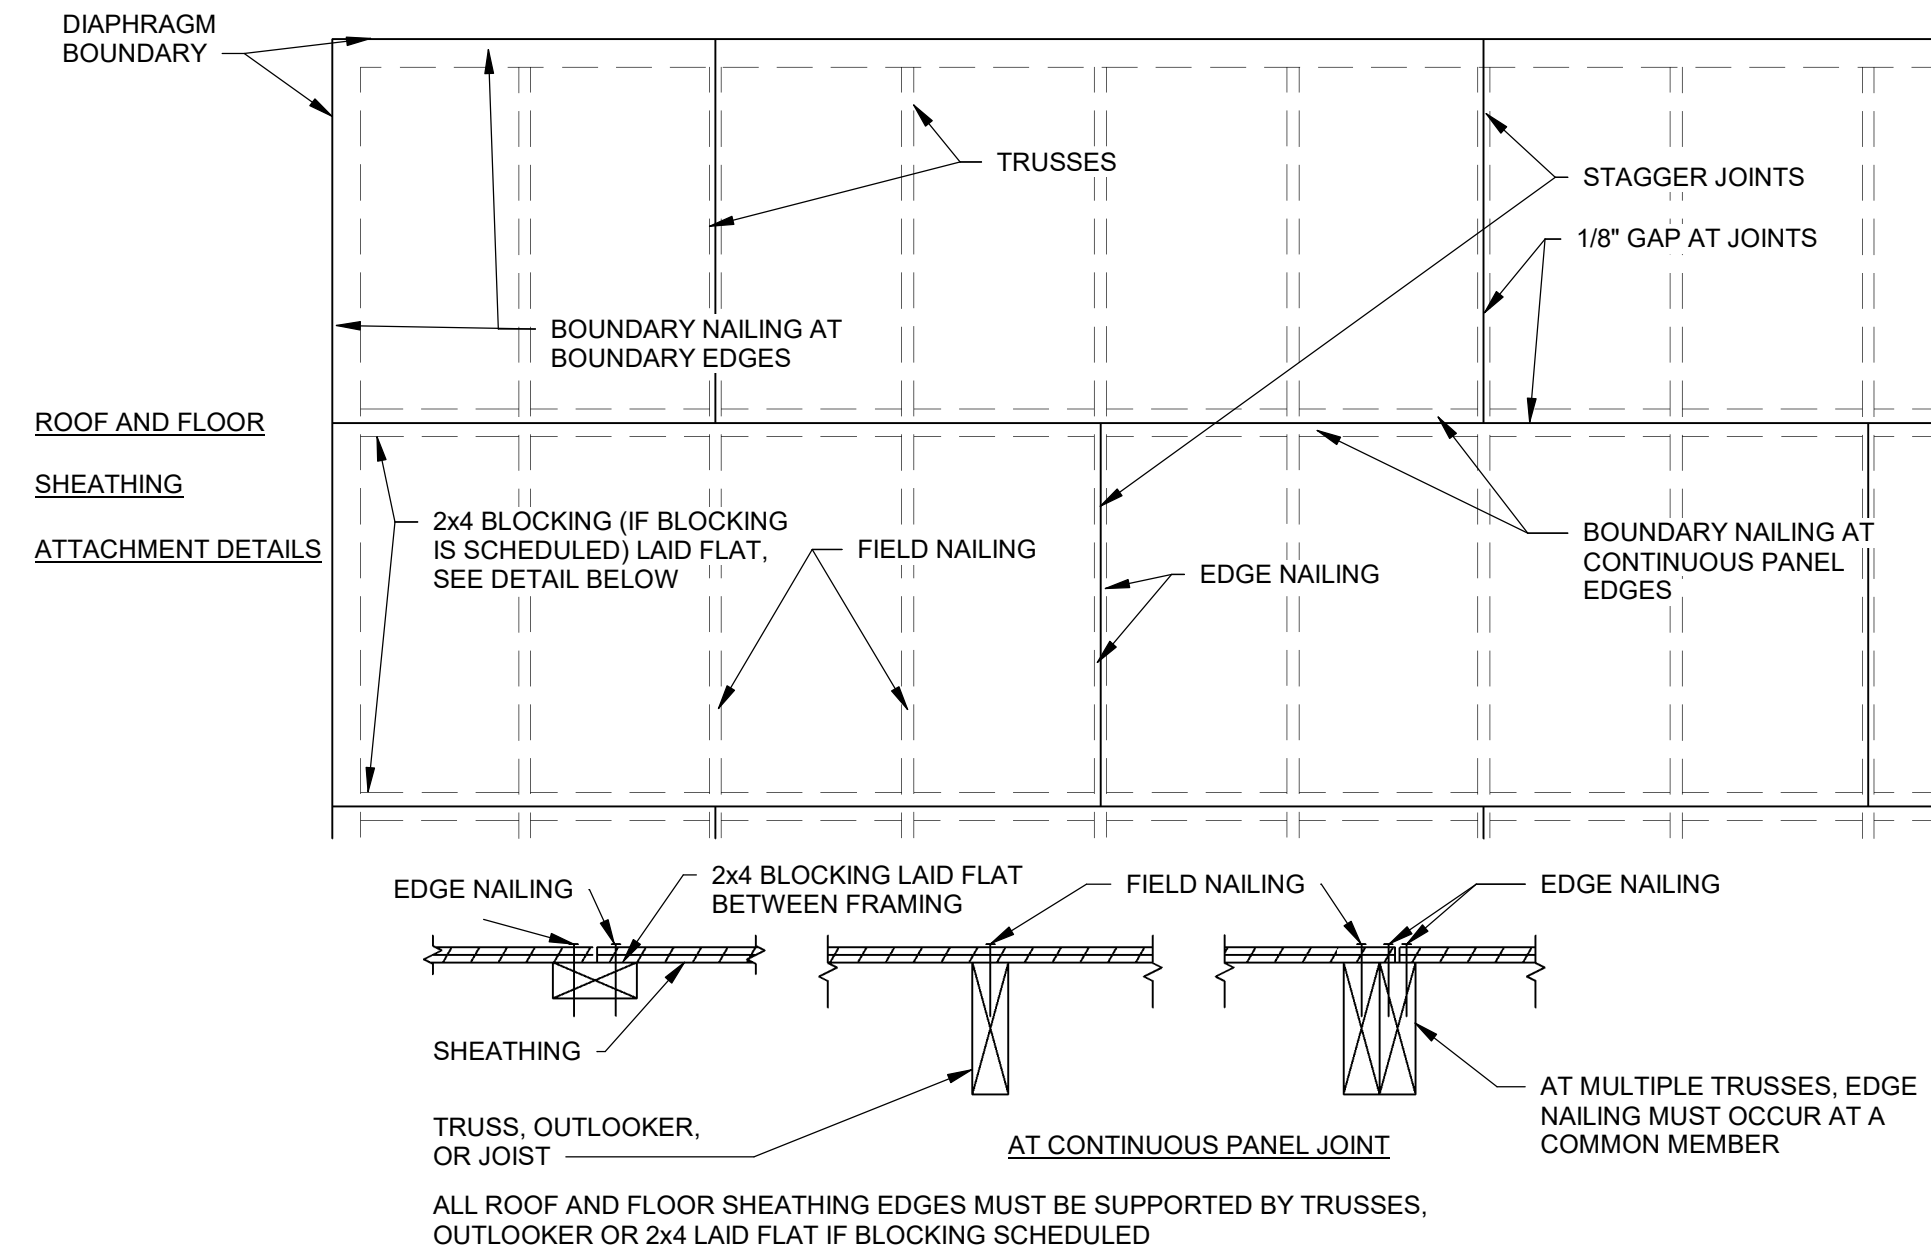 DIAPHRAGM
BOUNDARY
TRUSSES
STAGGER JOINTS
1/8" GAP AT JOINTS
BOUNDARY NAILING AT
BOUNDARY EDGES
ROOF AND FLOOR
SHEATHING
ATTACHMENT DETAILS
2x4 BLOCKING (IF BLOCKING
IS SCHEDULED) LAID FLAT,
SEE DETAIL BELOW
FIELD NAILING
EDGE NAILING
BOUNDARY NAILING AT
CONTINUOUS PANEL
EDGES
EDGE NAILING
2x4 BLOCKING LAID FLAT
BETWEEN FRAMING
FIELD NAILING
EDGE NAILING
SHEATHING
TRUSS, OUTLOOKER,
OR JOIST
AT CONTINUOUS PANEL JOINT
AT MULTIPLE TRUSSES, EDGE
NAILING MUST OCCUR AT A
COMMON MEMBER
ALL ROOF AND FLOOR SHEATHING EDGES MUST BE SUPPORTED BY TRUSSES,
OUTLOOKER OR 2x4 LAID FLAT IF BLOCKING SCHEDULED